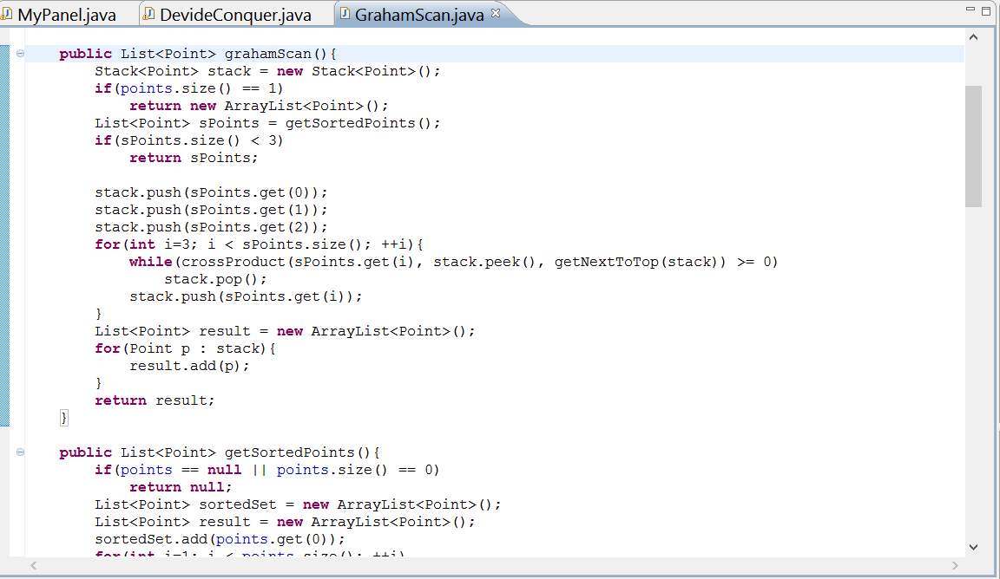 MyPanel.java DevideConquer.java GrahamScan.java
public List<Point> grahamScan(){
Stack<Point> stack = new Stack<Point>();
if(points.size() == 1)
return new ArrayList<Point>();
List<Point> sPoints = getSortedPoints();
if(sPoints.size() < 3)
return sPoints;
stack.push(sPoints.get(0));
stack.push(sPoints.get(1));
stack.push(sPoints.get(2));
for(int i=3; i < sPoints.size(); ++i){
while(crossProduct(sPoints.get(i), stack.peek(), getNextToTop(stack)) >= 0)
stack.pop();
stack.push(sPoints.get(i));
}
List<Point> result = new ArrayList<Point>();
for(Point p : stack){
result.add(p);
}
return result;
}
public List<Point> getSortedPoints(){
if(points == null || points.size() == 0)
return null;
List<Point> sortedSet = new ArrayList<Point>();
List<Point> result = new ArrayList<Point>();
sortedSet.add(points.get(0));
for(int i=1; i < points.size(); ++i)